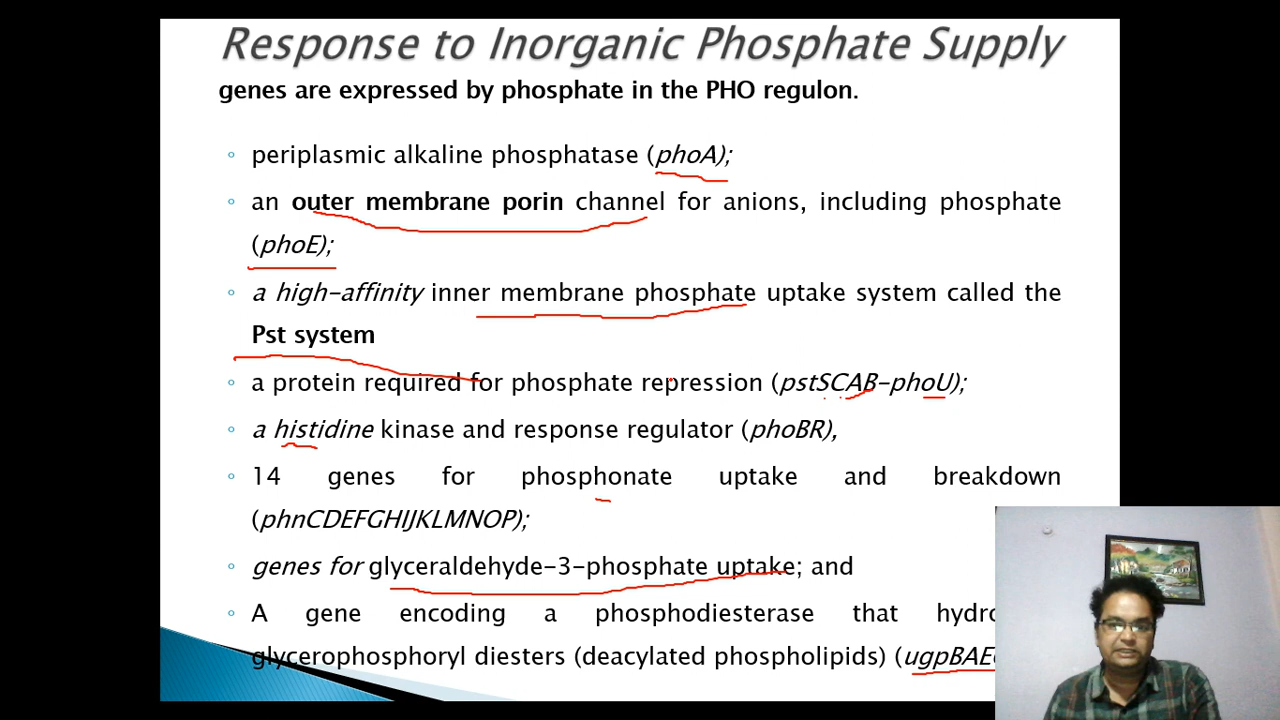 Response to Inorganic Phosphate Supply
genes are expressed by phosphate in the PHO regulon.
◦ periplasmic alkaline phosphatase (phoA);
◦ an outer membrane porin channel for anions, including phosphate
(phoE);
◦ a high-affinity inner membrane phosphate uptake system called the
Pst system
◦ a protein required for phosphate repression (pstSCAB-phoU);
◦ a histidine kinase and response regulator (phoBR),
◦ 14 genes for phosphonate uptake and breakdown
(phnCDEFGHIJKLMNOP);
◦ genes for glyceraldehyde-3-phosphate uptake; and
◦ A gene encoding a phosphodiesterase that
glycerophosphoryl diesters (deacylated phospholipids)